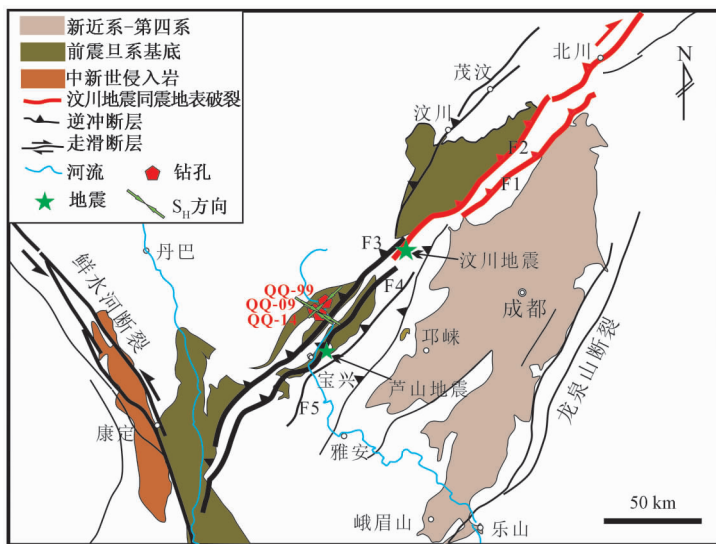 新近系-第四系
前震旦系基底
中新世侵入岩
汶川地震同震地表破裂
逆冲断层
走滑断层
河流
钻孔
地震
SH方向
北川
茂汶
汶川
N
F2
F1
丹巴
F3
汶川地震
鲜水河断裂
QQ-99
QQ-09
QQ-14
F4
成都
邛崃
龙泉山断裂
宝兴
芦山地震
F5
康定
雅安
峨眉山
乐山
50 km